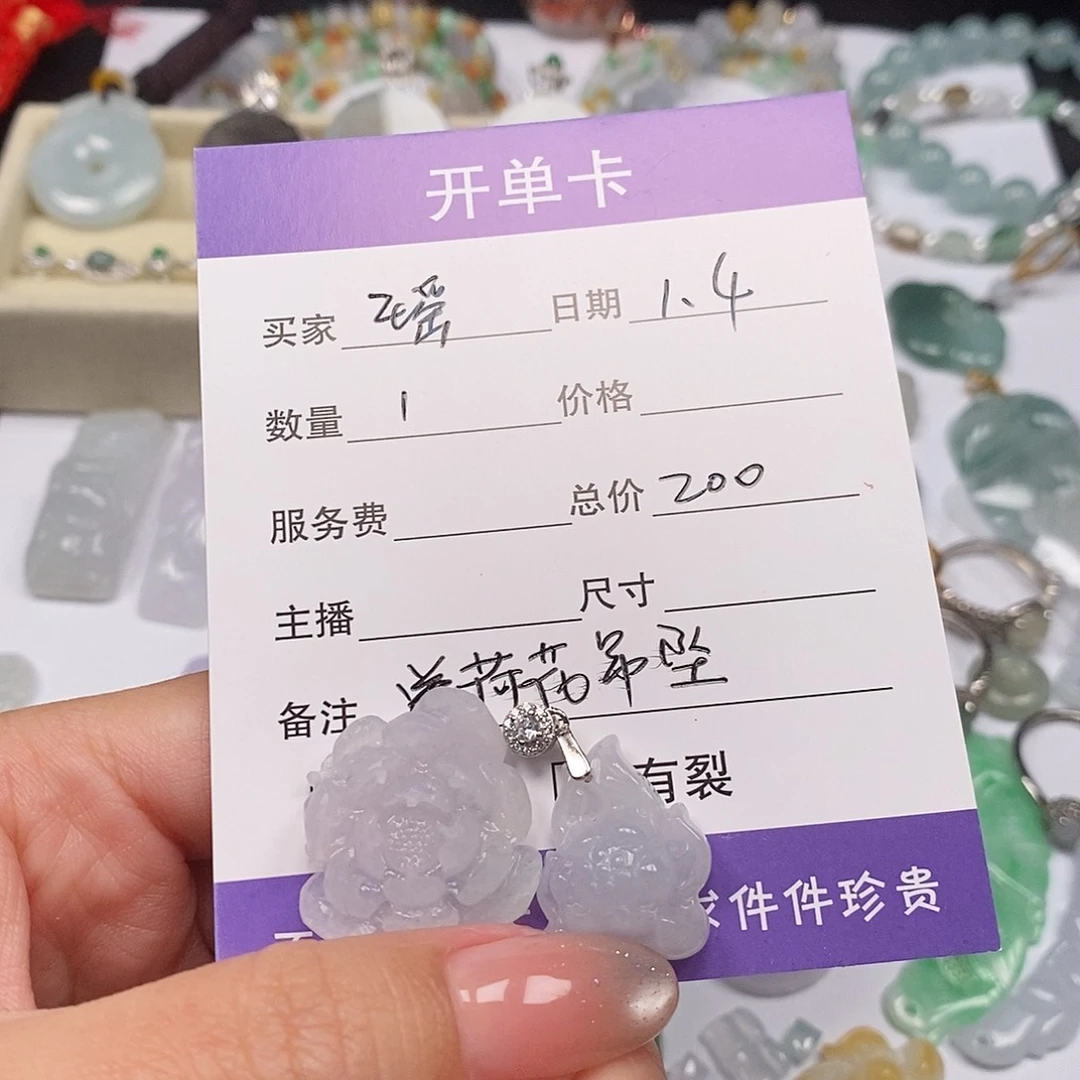 开单卡
买家 瑶 日期 1.4
数量 1 价格
服务费 总价 200
主播 尺寸
备注 荷花吊坠
有裂
件件珍贵